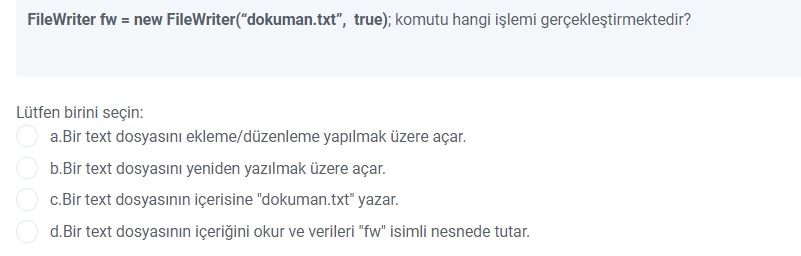 FileWriter fw = new FileWriter(“dokuman.txt”, true); komutu hangi işlemi gerçekleştirmektedir?
Lütfen birini seçin:
a.Bir text dosyasını ekleme/düzenleme yapılmak üzere açar.
b.Bir text dosyasını yeniden yazılmak üzere açar.
c.Bir text dosyasının içerisine "dokuman.txt" yazar.
d.Bir text dosyasının içeriğini okur ve verileri "fw" isimli nesnede tutar.